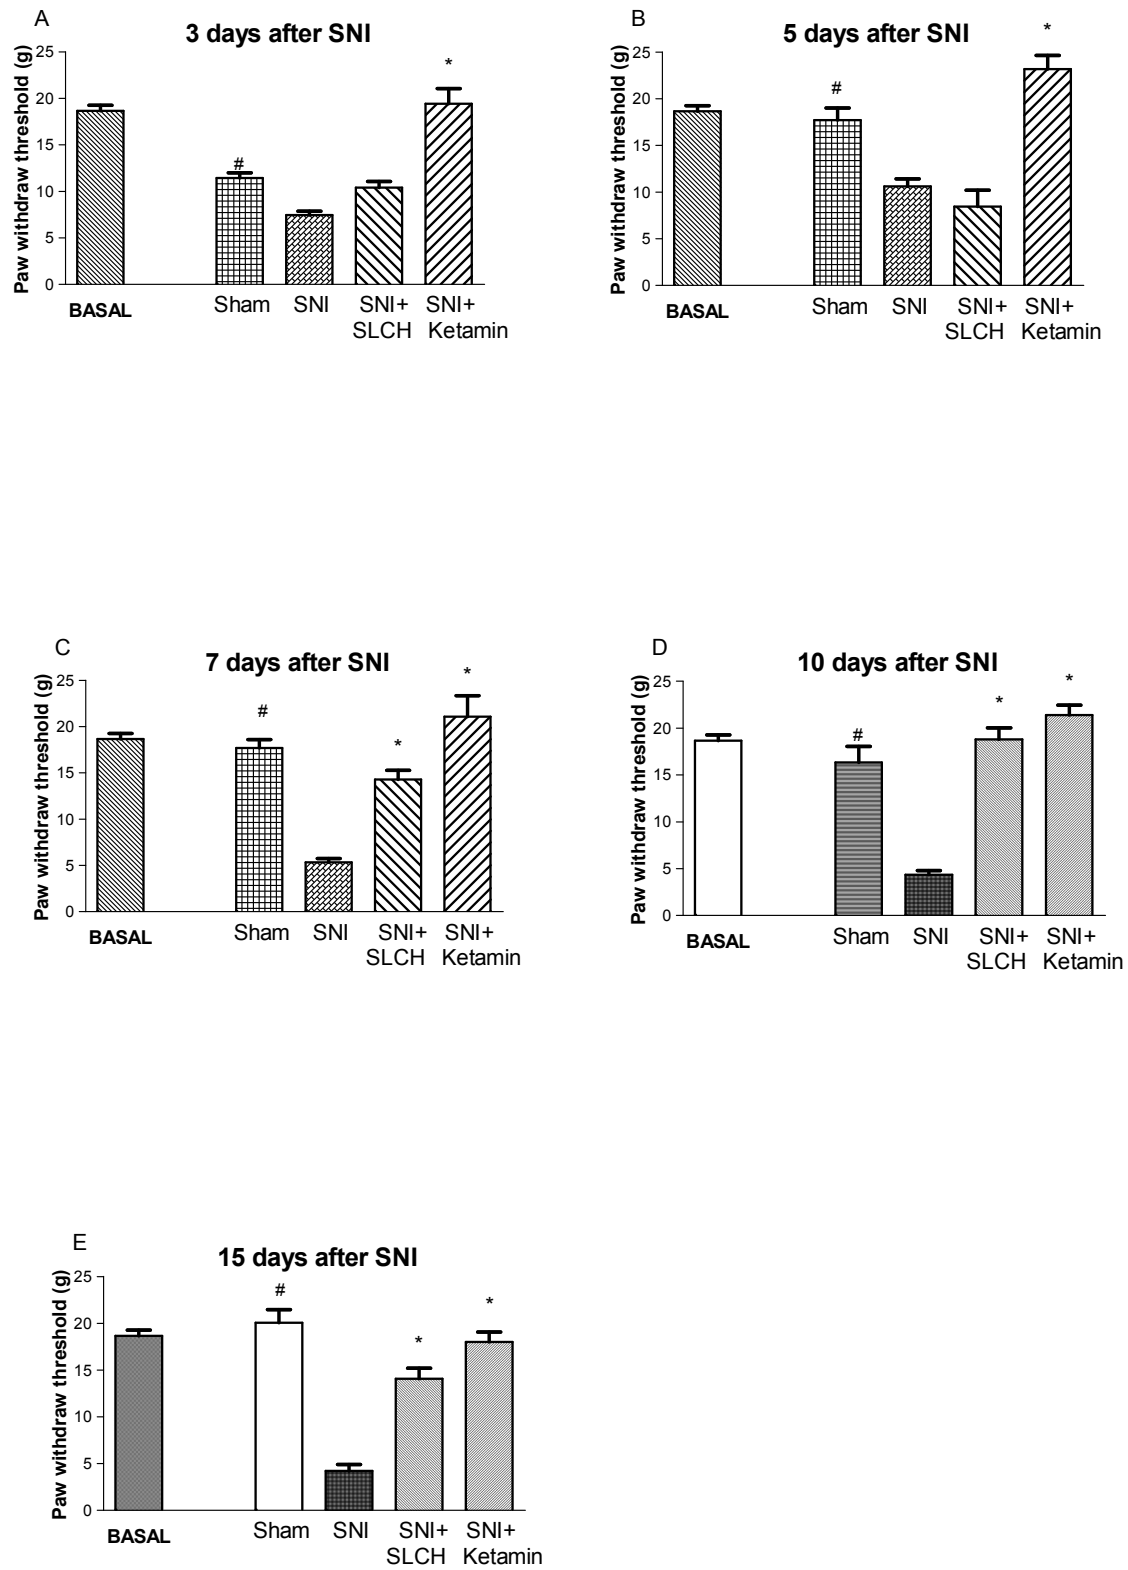 A
3 days after SNI
Paw withdraw threshold (g)
25
20
15
10
5
0
#
*
BASAL
Sham SNI SNI+ SNI+
SLCH Ketamin
B
5 days after SNI
Paw withdraw threshold (g)
25
20
15
10
5
0
#
*
BASAL
Sham SNI SNI+ SNI+
SLCH Ketamin
C
7 days after SNI
Paw withdraw threshold (g)
25
20
15
10
5
0
#
*
*
BASAL
Sham SNI SNI+ SNI+
SLCH Ketamin
D
10 days after SNI
Paw withdraw threshold (g)
25
20
15
10
5
0
#
*
*
BASAL
Sham SNI SNI+ SNI+
SLCH Ketamin
E
15 days after SNI
Paw withdraw threshold (g)
25
20
15
10
5
0
#
*
*
BASAL
Sham SNI SNI+ SNI+
SLCH Ketamin